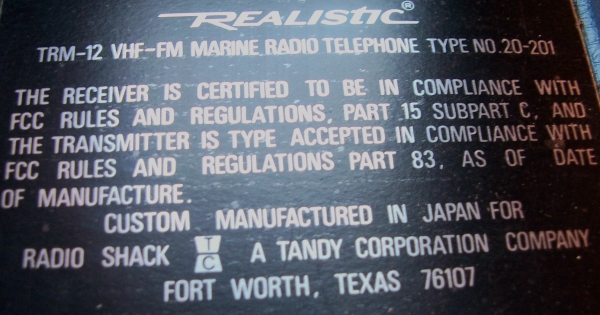 REALISTIC®
TRM-12 VHF-FM MARINE RADIO TELEPHONE TYPE NO. 20-201
THE RECEIVER IS CERTIFIED TO BE IN COMPLIANCE WITH
FCC RULES AND REGULATIONS, PART 15 SUBPART C, AND
THE TRANSMITTER IS TYPE ACCEPTED IN COMPLIANCE WITH
FCC RULES AND REGULATIONS PART 83, AS OF DATE
OF MANUFACTURE.
CUSTOM MANUFACTURED IN JAPAN FOR
RADIO SHACK TC A TANDY CORPORATION COMPANY
FORT WORTH, TEXAS 76107